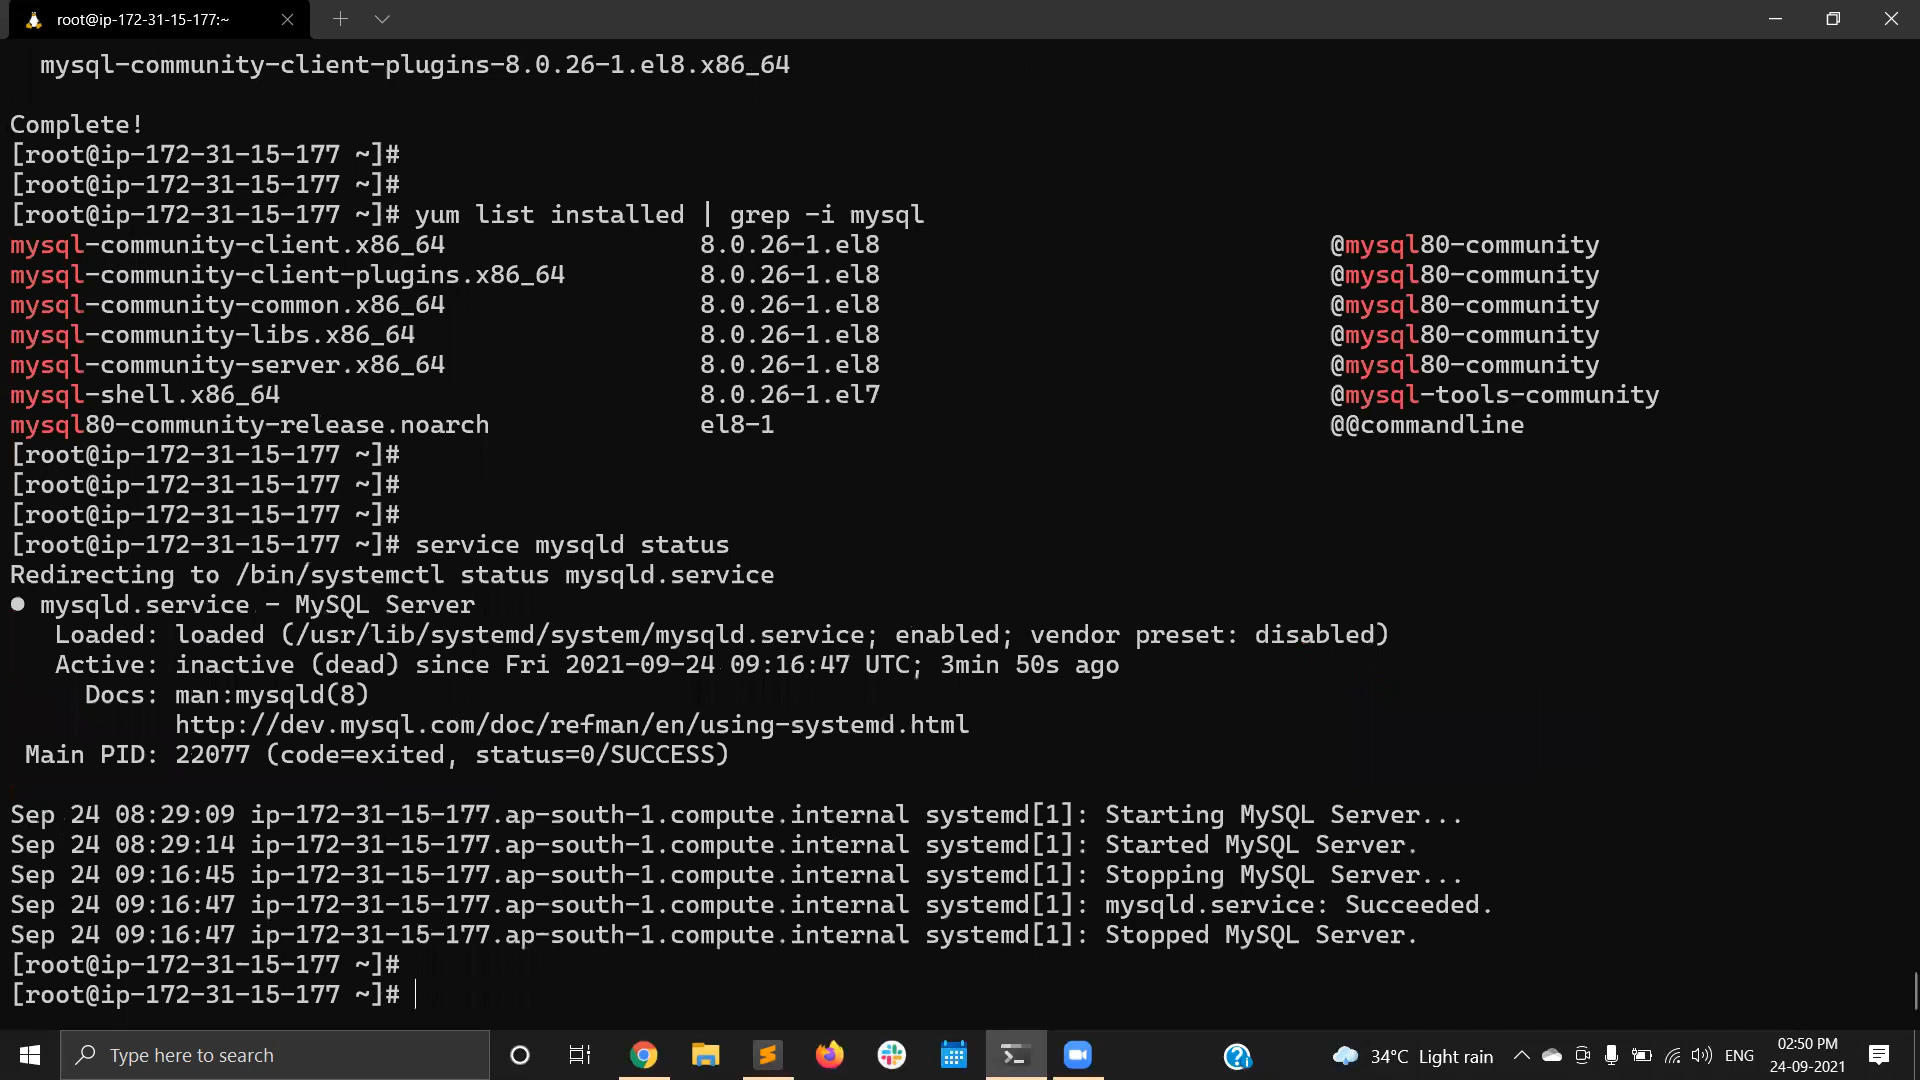 root@ip-172-31-15-177:~
mysql-community-client-plugins-8.0.26-1.el8.x86_64
Complete!
[root@ip-172-31-15-177 ~]#
[root@ip-172-31-15-177 ~]#
[root@ip-172-31-15-177 ~]# yum list installed | grep -i mysql
mysql-community-client.x86_64 8.0.26-1.el8 @mysql80-community
mysql-community-client-plugins.x86_64 8.0.26-1.el8 @mysql80-community
mysql-community-common.x86_64 8.0.26-1.el8 @mysql80-community
mysql-community-libs.x86_64 8.0.26-1.el8 @mysql80-community
mysql-community-server.x86_64 8.0.26-1.el8 @mysql80-community
mysql-shell.x86_64 8.0.26-1.el7 @mysql-tools-community
mysql80-community-release.noarch el8-1 @@commandline
[root@ip-172-31-15-177 ~]#
[root@ip-172-31-15-177 ~]#
[root@ip-172-31-15-177 ~]#
[root@ip-172-31-15-177 ~]# service mysqld status
Redirecting to /bin/systemctl status mysqld.service
● mysqld.service - MySQL Server
Loaded: loaded (/usr/lib/systemd/system/mysqld.service; enabled; vendor preset: disabled)
Active: inactive (dead) since Fri 2021-09-24 09:16:47 UTC; 3min 50s ago
Docs: man:mysqld(8)
http://dev.mysql.com/doc/refman/en/using-systemd.html
Main PID: 22077 (code=exited, status=0/SUCCESS)
Sep 24 08:29:09 ip-172-31-15-177.ap-south-1.compute.internal systemd[1]: Starting MySQL Server...
Sep 24 08:29:14 ip-172-31-15-177.ap-south-1.compute.internal systemd[1]: Started MySQL Server.
Sep 24 09:16:45 ip-172-31-15-177.ap-south-1.compute.internal systemd[1]: Stopping MySQL Server...
Sep 24 09:16:47 ip-172-31-15-177.ap-south-1.compute.internal systemd[1]: mysqld.service: Succeeded.
Sep 24 09:16:47 ip-172-31-15-177.ap-south-1.compute.internal systemd[1]: Stopped MySQL Server.
[root@ip-172-31-15-177 ~]#
[root@ip-172-31-15-177 ~]#
Type here to search
34°C Light rain
ENG
02:50 PM
24-09-2021